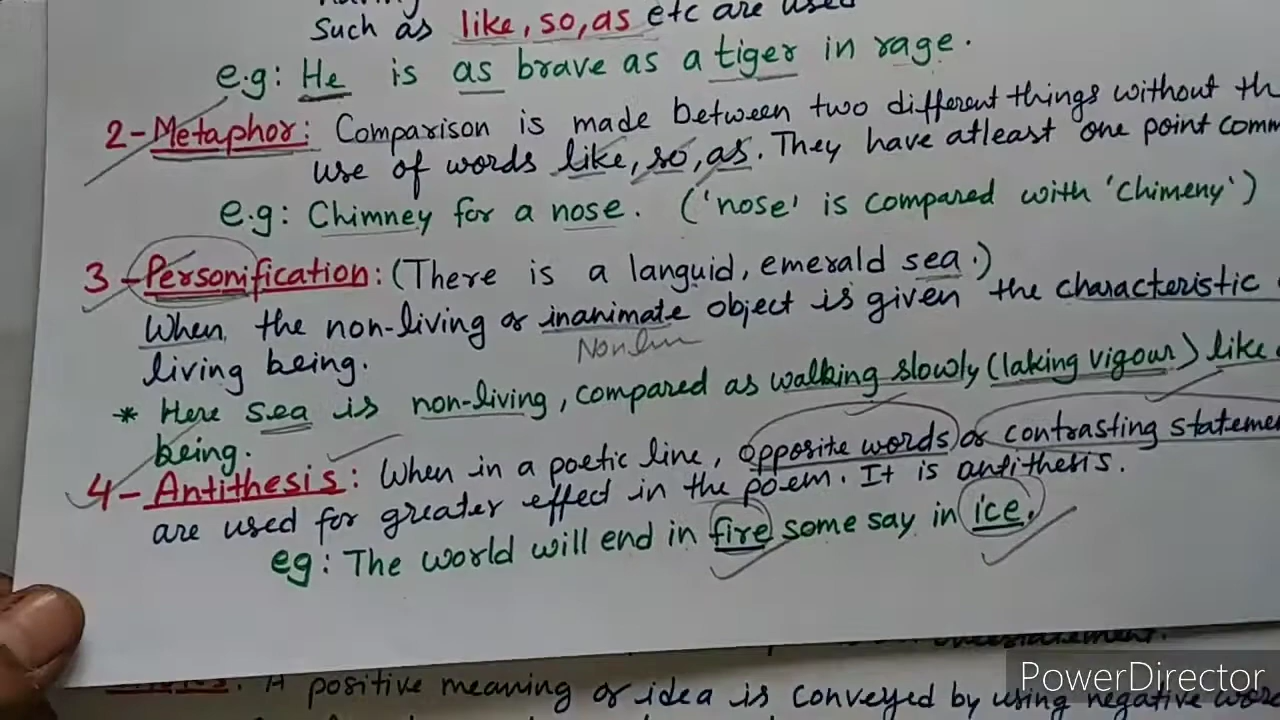 Such as like, so, as etc are used
e.g: He is as brave as a tiger in rage.
2-Metaphor: Comparison is made between two different things without th
use of words like, so, as. They have atleast one point comm
e.g: Chimney for a nose. ('nose' is compared with 'chimeny')
3-Personification: (There is a languid, emerald sea.)
When the non-living or inanimate object is given the characteristic
living being.
* Here sea is non-living, compared as walking slowly (laking vigour) like
being.
4-Antithesis: When in a poetic line, opposite words or contrasting stateme
are used for greater effect in the poem. It is antithesis.
eg: The world will end in fire some say in ice.
A positive meaning or idea is conveyed by using negative wor
PowerDirector